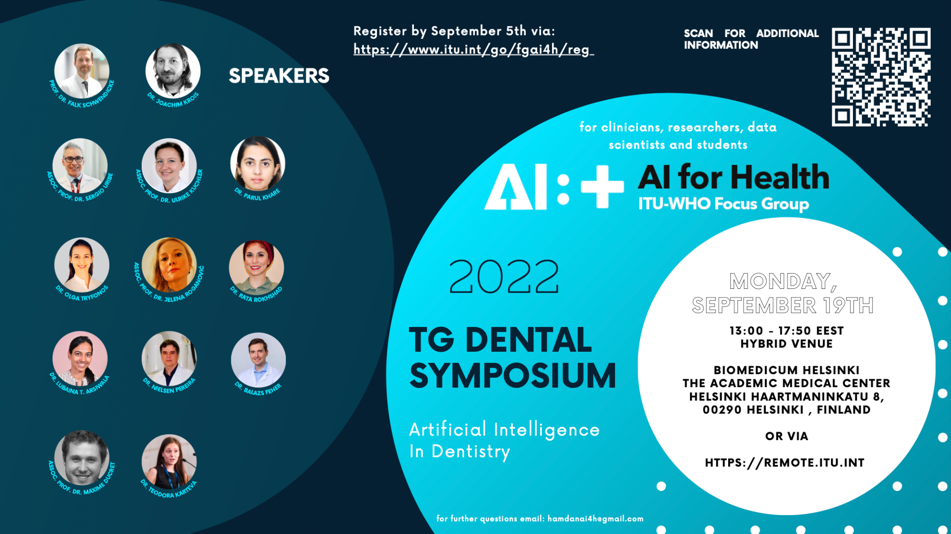 Register by September 5th via:
https://www.itu.int/go/fgai4h/reg
SCAN FOR ADDITIONAL
INFORMATION
SPEAKERS
PROF. DR. FALK SCHWENDICKE
DR. JOACHIM KROIS
ASSOC. PROF. DR. SERGIO URIBE
ASSOC. PROF. DR. ULRIKE KUCHLER
DR. PARUL KHARE
DR. OLGA TRYFONOS
ASSOC. PROF. DR. JELENA ROGANOVIĆ
DR. RATA ROKHSHAD
DR. LUBAINA T. ARSIWALA
DR. NIELSEN PEREIRA
DR. BALAZS FEHER
ASSOC. PROF. DR. MAXIME DUCRET
DR. TEODORA KARTEVA
for clinicians, researchers, data
scientists and students
AI:+ AI for Health
ITU-WHO Focus Group
2022
TG DENTAL
SYMPOSIUM
Artificial Intelligence
In Dentistry
MONDAY,
SEPTEMBER 19TH
13:00 - 17:50 EEST
HYBRID VENUE
BIOMEDICUM HELSINKI
THE ACADEMIC MEDICAL CENTER
HELSINKI HAARTMANINKATU 8,
00290 HELSINKI , FINLAND
OR VIA
HTTPS://REMOTE.ITU.INT
for further questions email: hamdanai4h@gmail.com